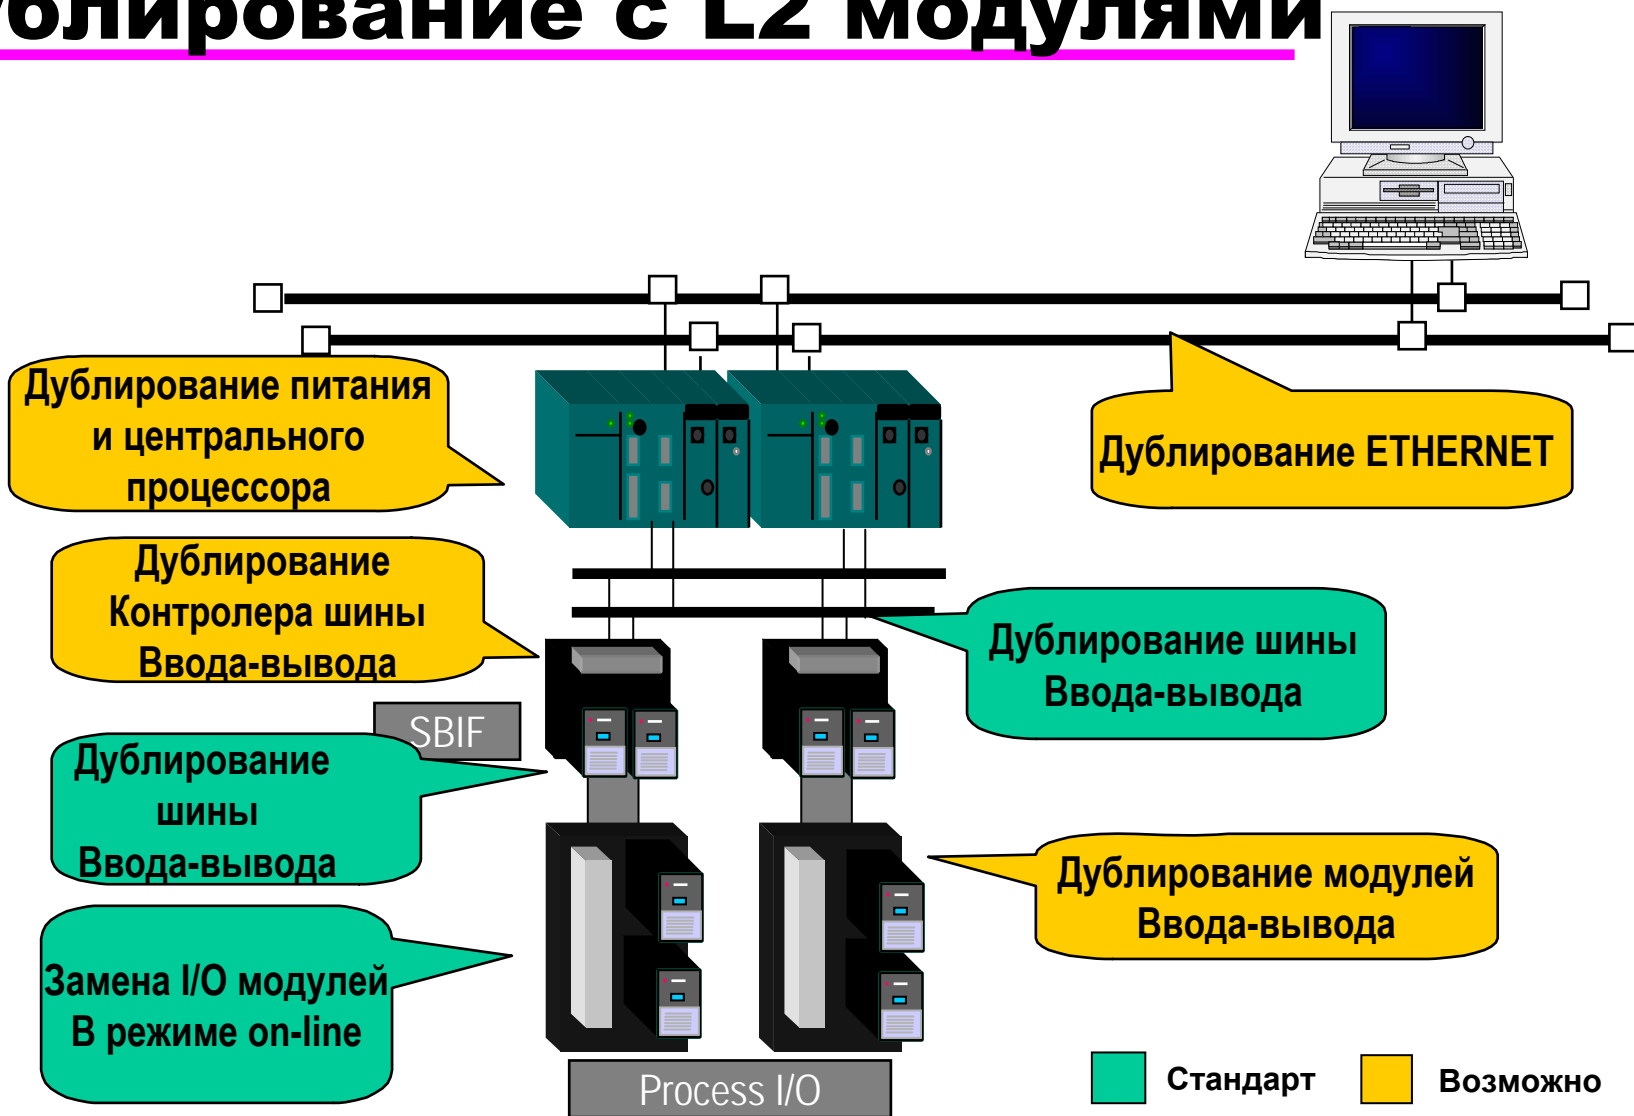 блирование с L2 модулями
Дублирование питания
и центрального
процессора
Дублирование ETHERNET
Дублирование
Контролера шины
Ввода-вывода
Дублирование шины
Ввода-вывода
SBIF
Дублирование
шины
Ввода-вывода
Дублирование модулей
Ввода-вывода
Замена I/O модулей
В режиме on-line
Process I/O
Стандарт
Возможно